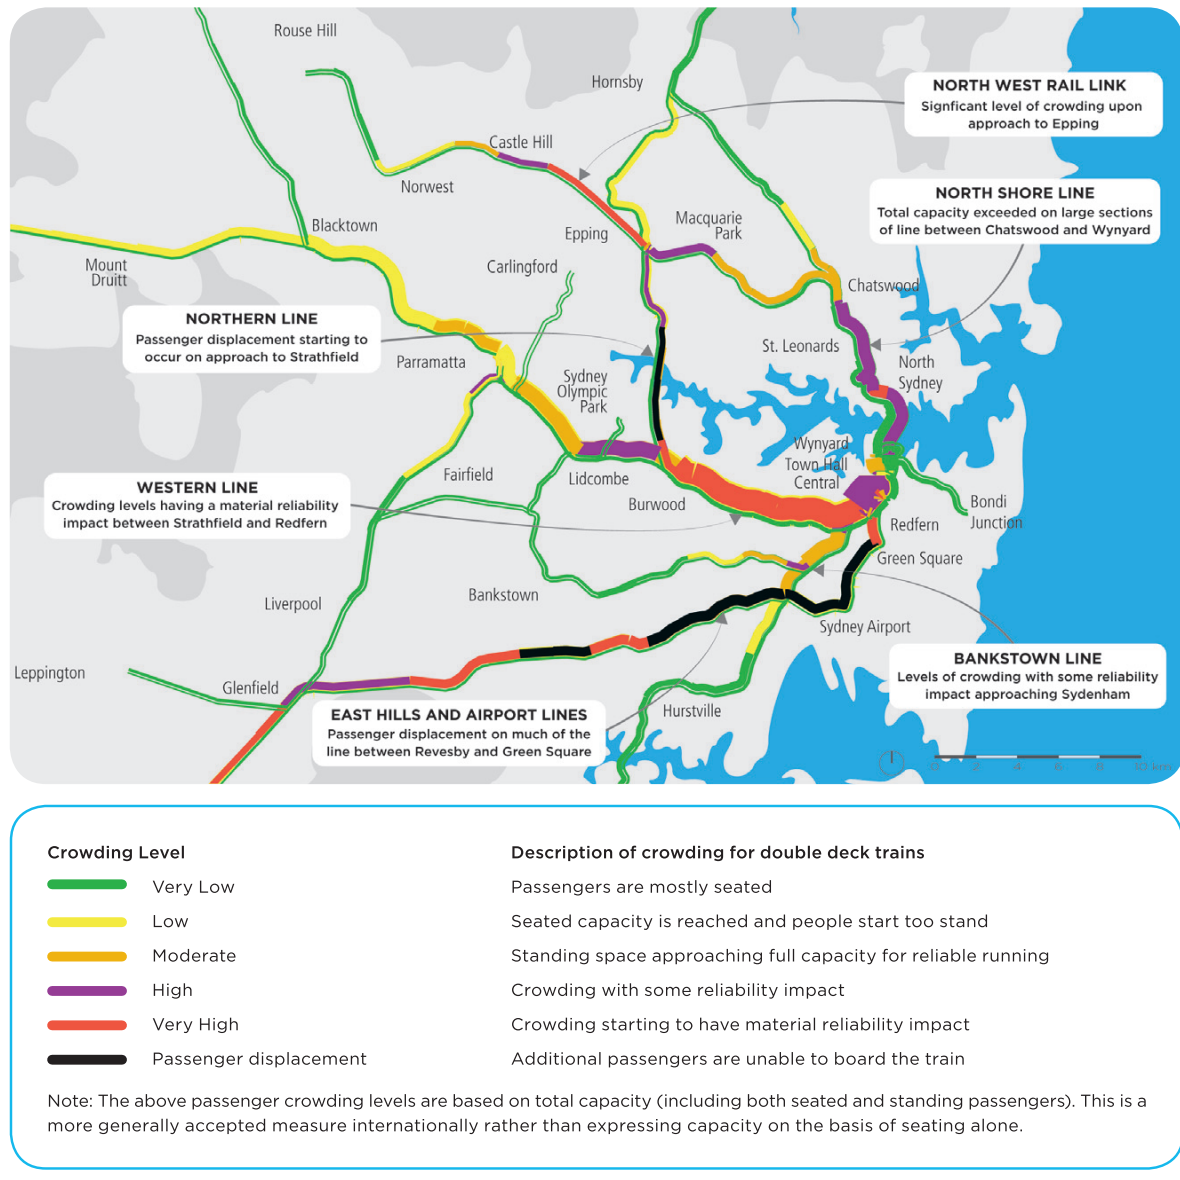 Rouse Hill
Hornsby
NORTH WEST RAIL LINK
Signficant level of crowding upon
approach to Epping
Castle Hill
Norwest
NORTH SHORE LINE
Total capacity exceeded on large sections
of line between Chatswood and Wynyard
Macquarie
Park
Blacktown
Epping
Mount
Druitt
Carlingford
Chatswood
NORTHERN LINE
Passenger displacement starting to
occur on approach to Strathfield
St. Leonards
Parramatta
North
Sydney
Sydney
Olympic
Park
Wynyard
Town Hall
Central
Fairfield
Lidcombe
WESTERN LINE
Crowding levels having a material reliability
impact between Strathfield and Redfern
Burwood
Bondi
Junction
Redfern
Green Square
Bankstown
Liverpool
Sydney Airport
Leppington
Glenfield
BANKSTOWN LINE
Levels of crowding with some reliability
impact approaching Sydenham
Hurstville
EAST HILLS AND AIRPORT LINES
Passenger displacement on much of the
line between Revesby and Green Square
Crowding Level
Description of crowding for double deck trains
Very Low
Passengers are mostly seated
Low
Seated capacity is reached and people start too stand
Moderate
Standing space approaching full capacity for reliable running
High
Crowding with some reliability impact
Very High
Crowding starting to have material reliability impact
Passenger displacement
Additional passengers are unable to board the train
Note: The above passenger crowding levels are based on total capacity (including both seated and standing passengers). This is a
more generally accepted measure internationally rather than expressing capacity on the basis of seating alone.